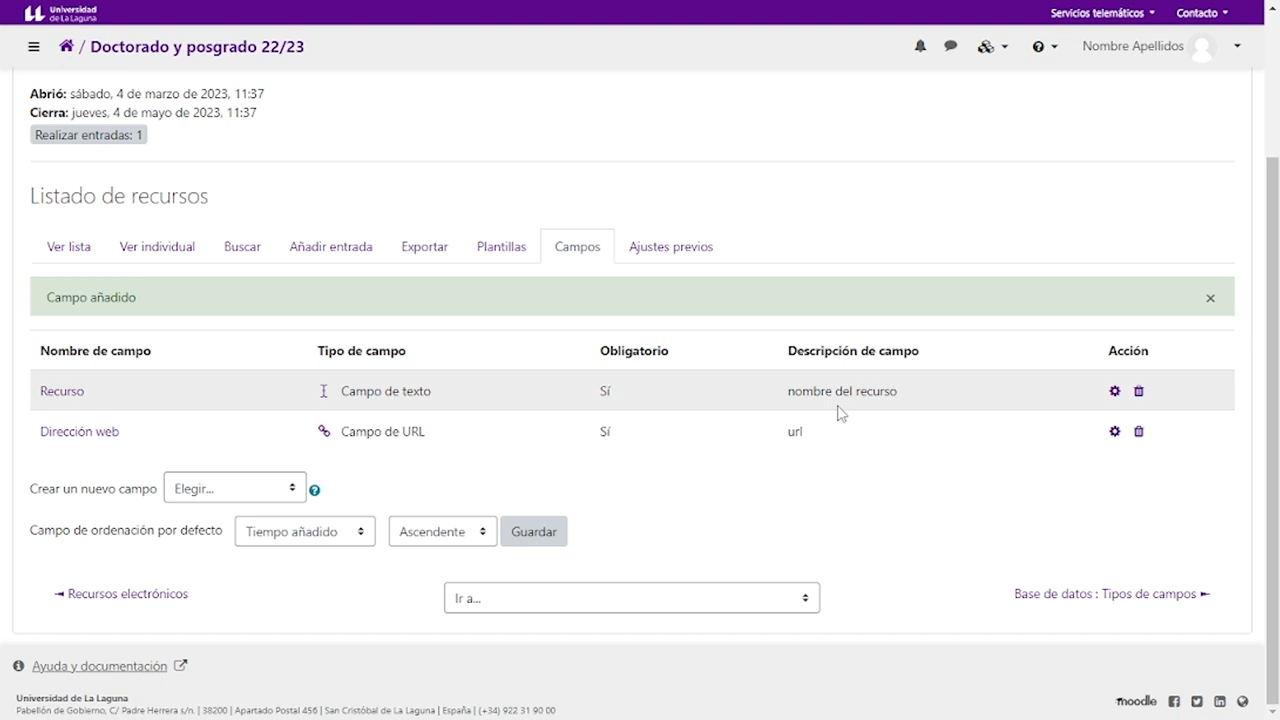 Universidad
de La Laguna
Servicios telemáticos
Contacto
/ Doctorado y posgrado 22/23
Nombre Apellidos
Abrió: sábado, 4 de marzo de 2023, 11:37
Cierra: jueves, 4 de mayo de 2023, 11:37
Realizar entradas: 1
Listado de recursos
Ver lista
Ver individual
Buscar
Añadir entrada
Exportar
Plantillas
Campos
Ajustes previos
Campo añadido
Nombre de campo
Tipo de campo
Obligatorio
Descripción de campo
Acción
Recurso
Campo de texto
Sí
nombre del recurso
Dirección web
Campo de URL
Sí
url
Crear un nuevo campo
Elegir...
Campo de ordenación por defecto
Tiempo añadido
Ascendente
Guardar
◄ Recursos electrónicos
Ir a...
Base de datos : Tipos de campos ►
Ayuda y documentación
Universidad de La Laguna
Pabellón de Gobierno, C/ Padre Herrera s/n. | 38200 | Apartado Postal 456 | San Cristóbal de La Laguna | España | (+34) 922 31 90 00
moodle